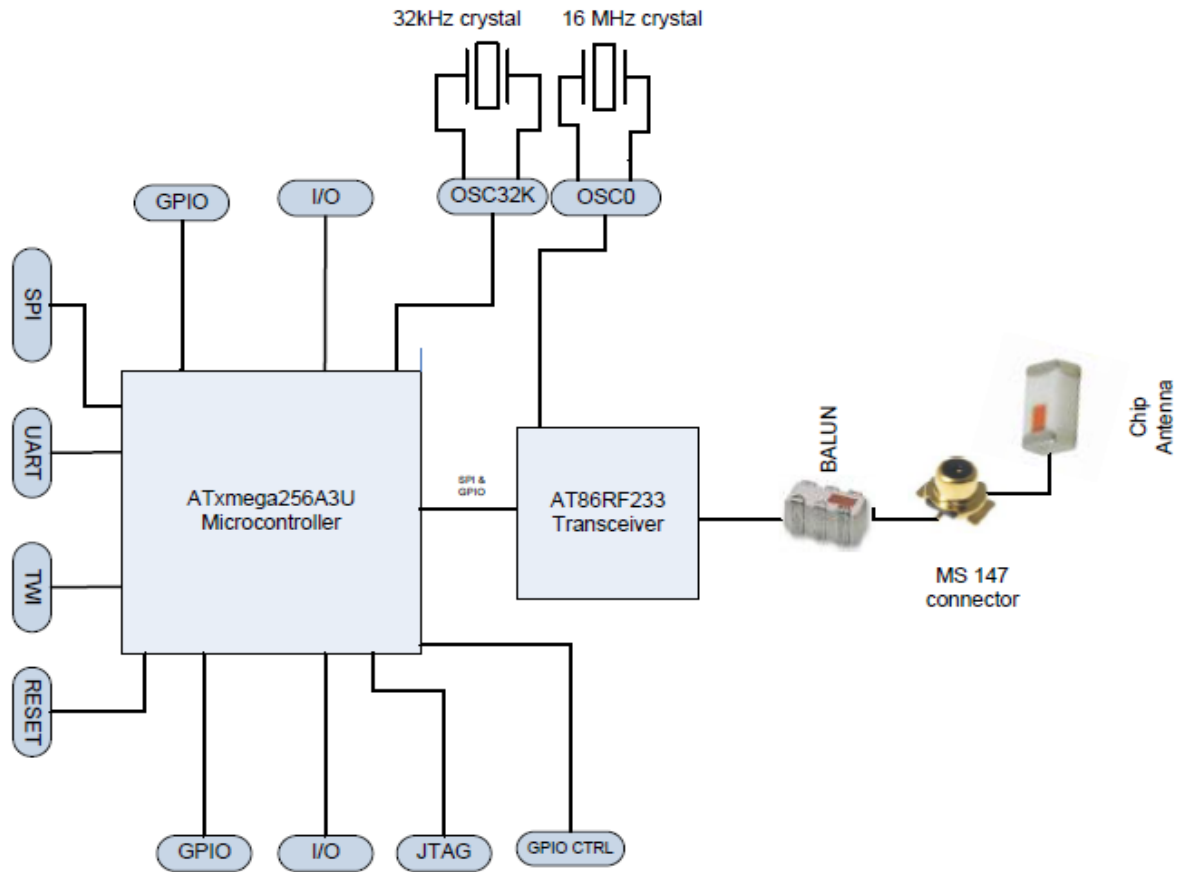 32kHz crystal
16 MHz crystal
GPIO
I/O
OSC32K
OSC0
SPI
UART
TWI
RESET
ATxmega256A3U
Microcontroller
SPI &
GPIO
AT86RF233
Transceiver
BALUN
MS 147
connector
Chip
Antenna
GPIO
I/O
JTAG
GPIO CTRL